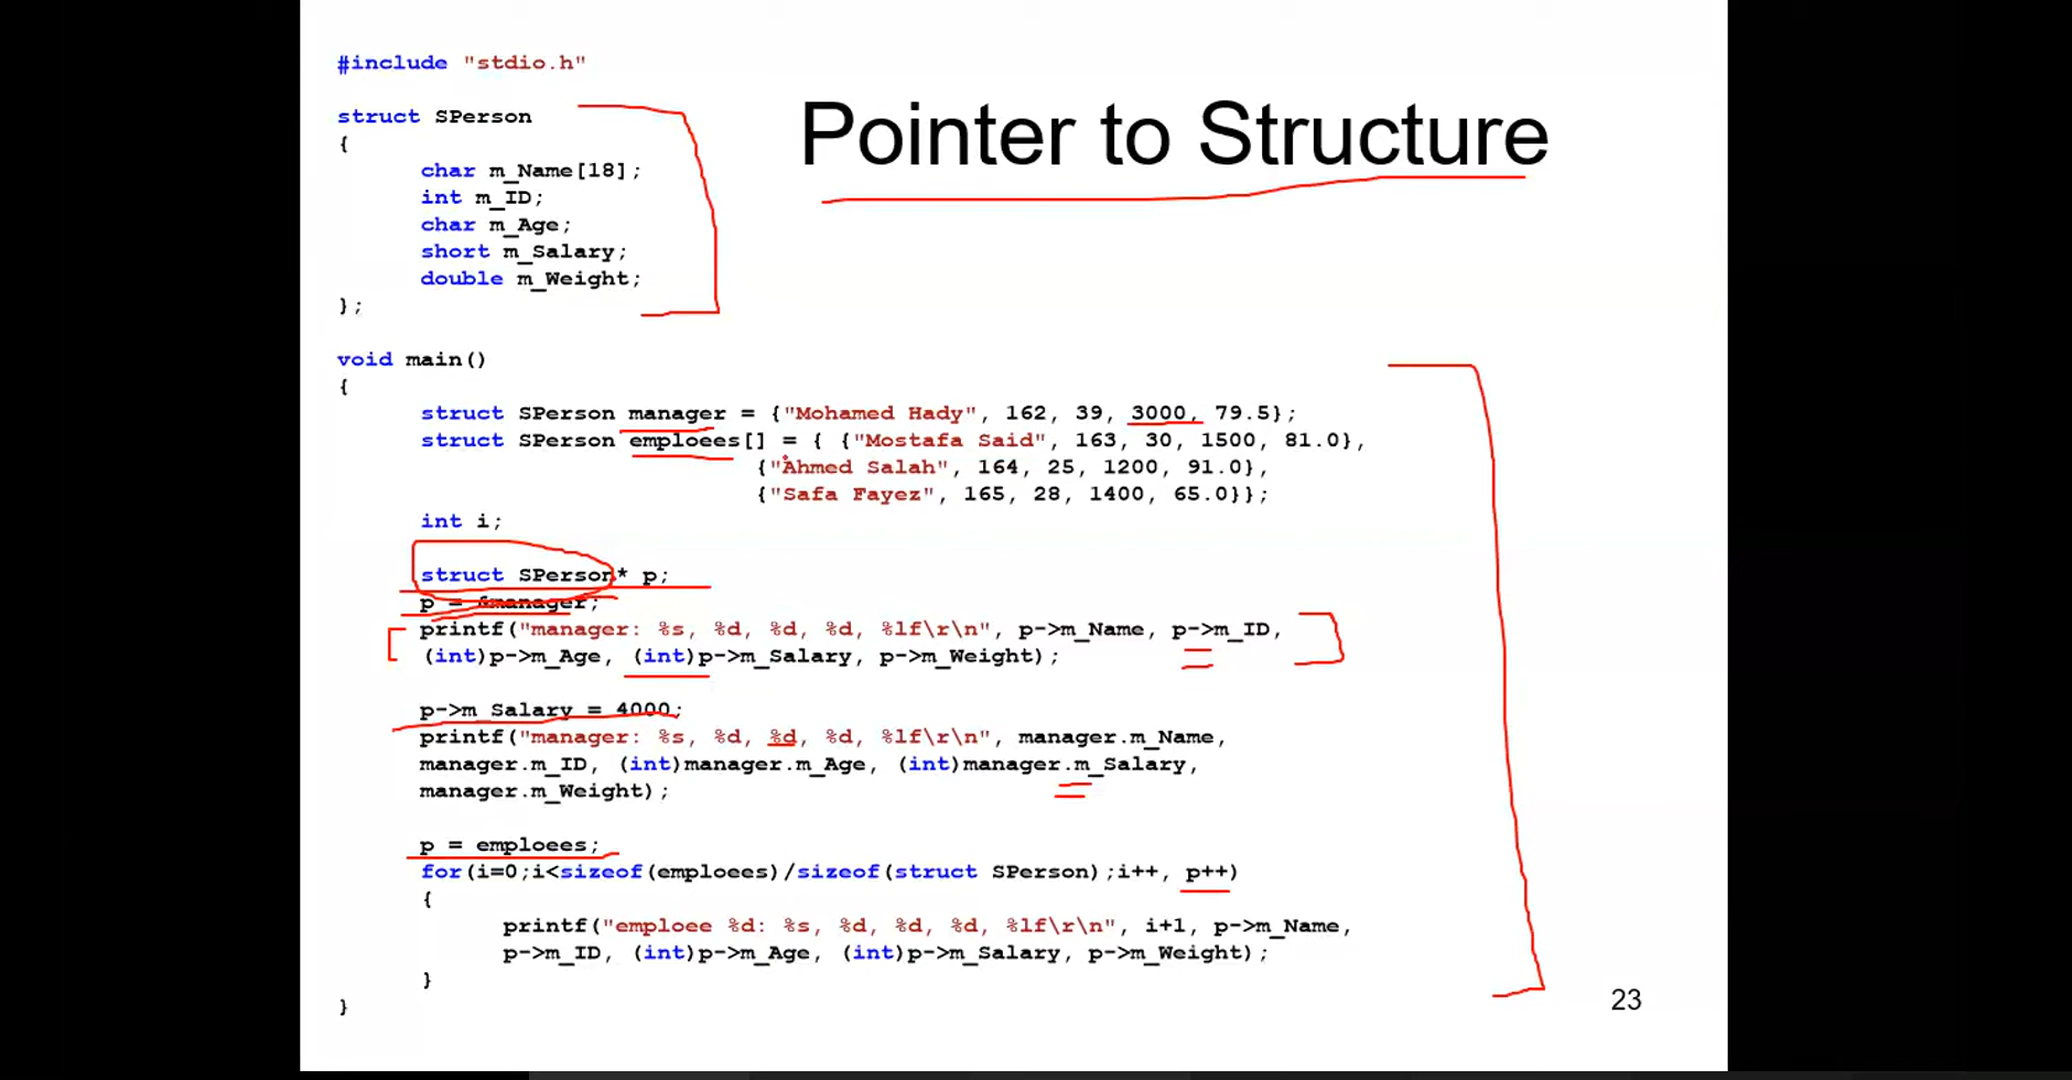 #include "stdio.h"
Pointer to Structure
struct SPerson
{
char m_Name[18];
int m_ID;
char m_Age;
short m_Salary;
double m_Weight;
};
void main()
{
struct SPerson manager = {"Mohamed Hady", 162, 39, 3000, 79.5};
struct SPerson emploees[] = { {"Mostafa Said", 163, 30, 1500, 81.0},
{"Ahmed Salah", 164, 25, 1200, 91.0},
{"Safa Fayez", 165, 28, 1400, 65.0}};
int i;
struct SPerson* p;
p = &manager;
printf("manager: %s, %d, %d, %d, %lf\r\n", p->m_Name, p->m_ID,
(int)p->m_Age, (int)p->m_Salary, p->m_Weight);
p->m_Salary = 4000;
printf("manager: %s, %d, %d, %d, %lf\r\n", manager.m_Name,
manager.m_ID, (int)manager.m_Age, (int)manager.m_Salary,
manager.m_Weight);
p = emploees;
for(i=0;i<sizeof(emploees)/sizeof(struct SPerson);i++, p++)
{
printf("emploee %d: %s, %d, %d, %d, %lf\r\n", i+1, p->m_Name,
p->m_ID, (int)p->m_Age, (int)p->m_Salary, p->m_Weight);
}
}
23